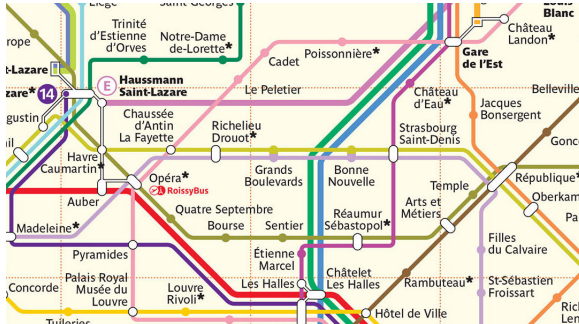 Liège
Saint Georges
Louis
Blanc
Trinité
d'Estienne
d'Orves
Notre-Dame
de-Lorette*
Poissonnière*
Château
Landon*
rope
Cadet
Gare
de l'Est
t-Lazare
E
Haussmann
Saint-Lazare
Le Peletier
zare*
14
Château
d'Eau*
Belleville
Jacques
Bonsergent
gustin
Chaussée
d'Antin
La Fayette
Richelieu
Drouot*
Strasbourg
Saint-Denis
Havre
Caumartin*
Opéra*
RoissyBus
Grands
Boulevards
Bonne
Nouvelle
Gonc
République*
Temple
Auber
Oberkam
Quatre Septembre
Arts et
Métiers
Pa
Madeleine*
Bourse
Sentier
Réaumur
Sébastopol*
Filles
du Calvaire
Pyramides
Étienne
Marcel
Palais Royal
Musée du
Louvre
Louvre
Rivoli*
Les Halles
Châtelet
Les Halles
Rambuteau*
St-Sébastien
Froissart
Concorde
Tuileries
Hôtel de Ville
Ric
Len